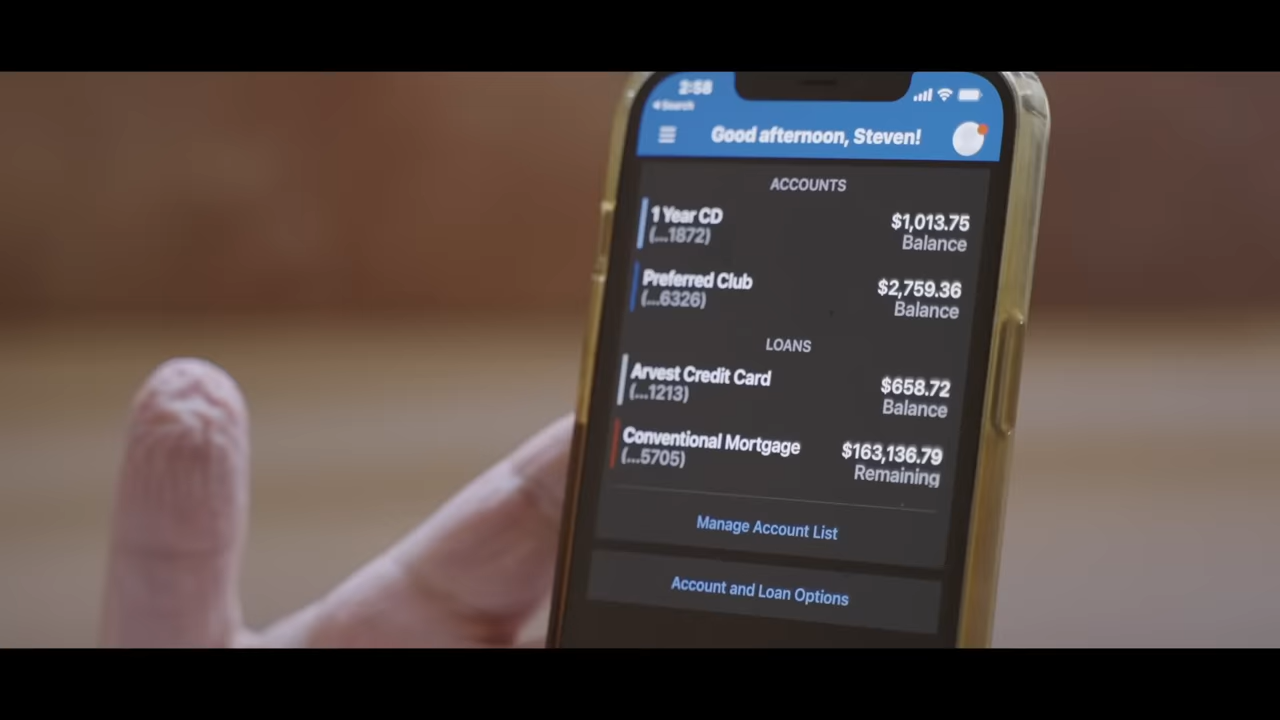 2:58
Search
Good afternoon, Steven!
ACCOUNTS
1 Year CD
(...1872)
$1,013.75
Balance
Preferred Club
(...6326)
$2,759.36
Balance
LOANS
Arvest Credit Card
(...1213)
$658.72
Balance
Conventional Mortgage
(...5705)
$163,136.79
Remaining
Manage Account List
Account and Loan Options